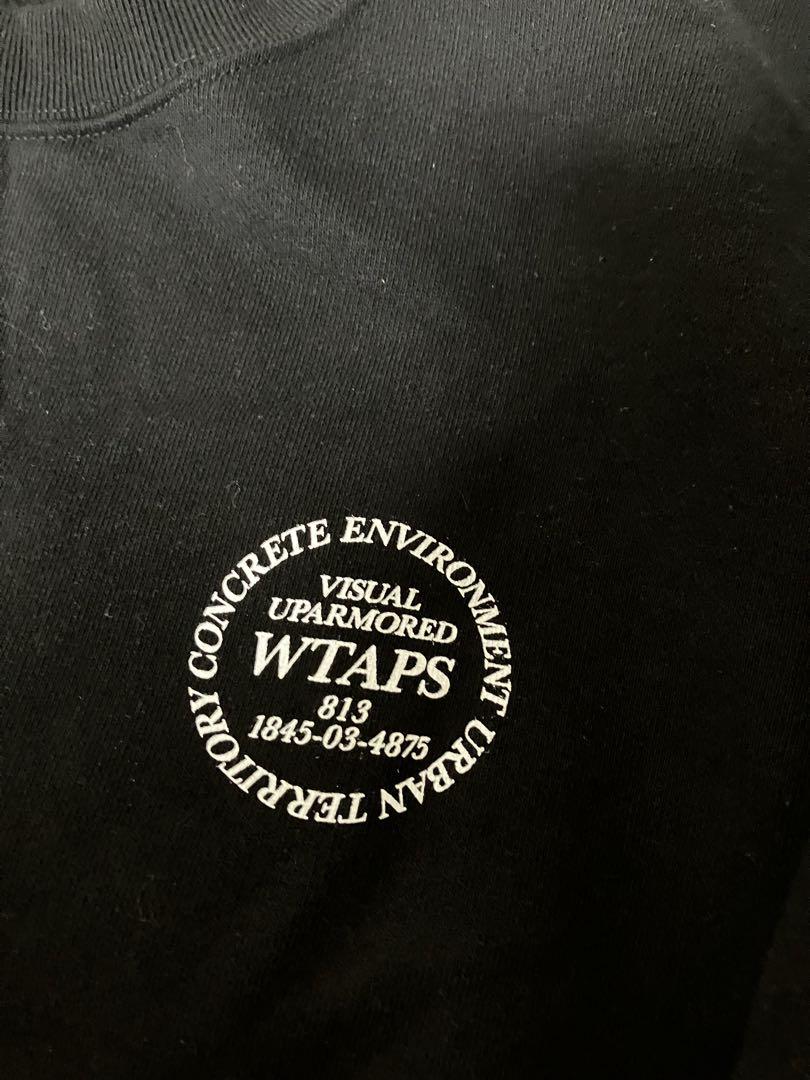 CONCRETE ENVIRONMENT URBAN TERRITORY
VISUAL
UPARMORED
WTAPS
813
1845-03-4875